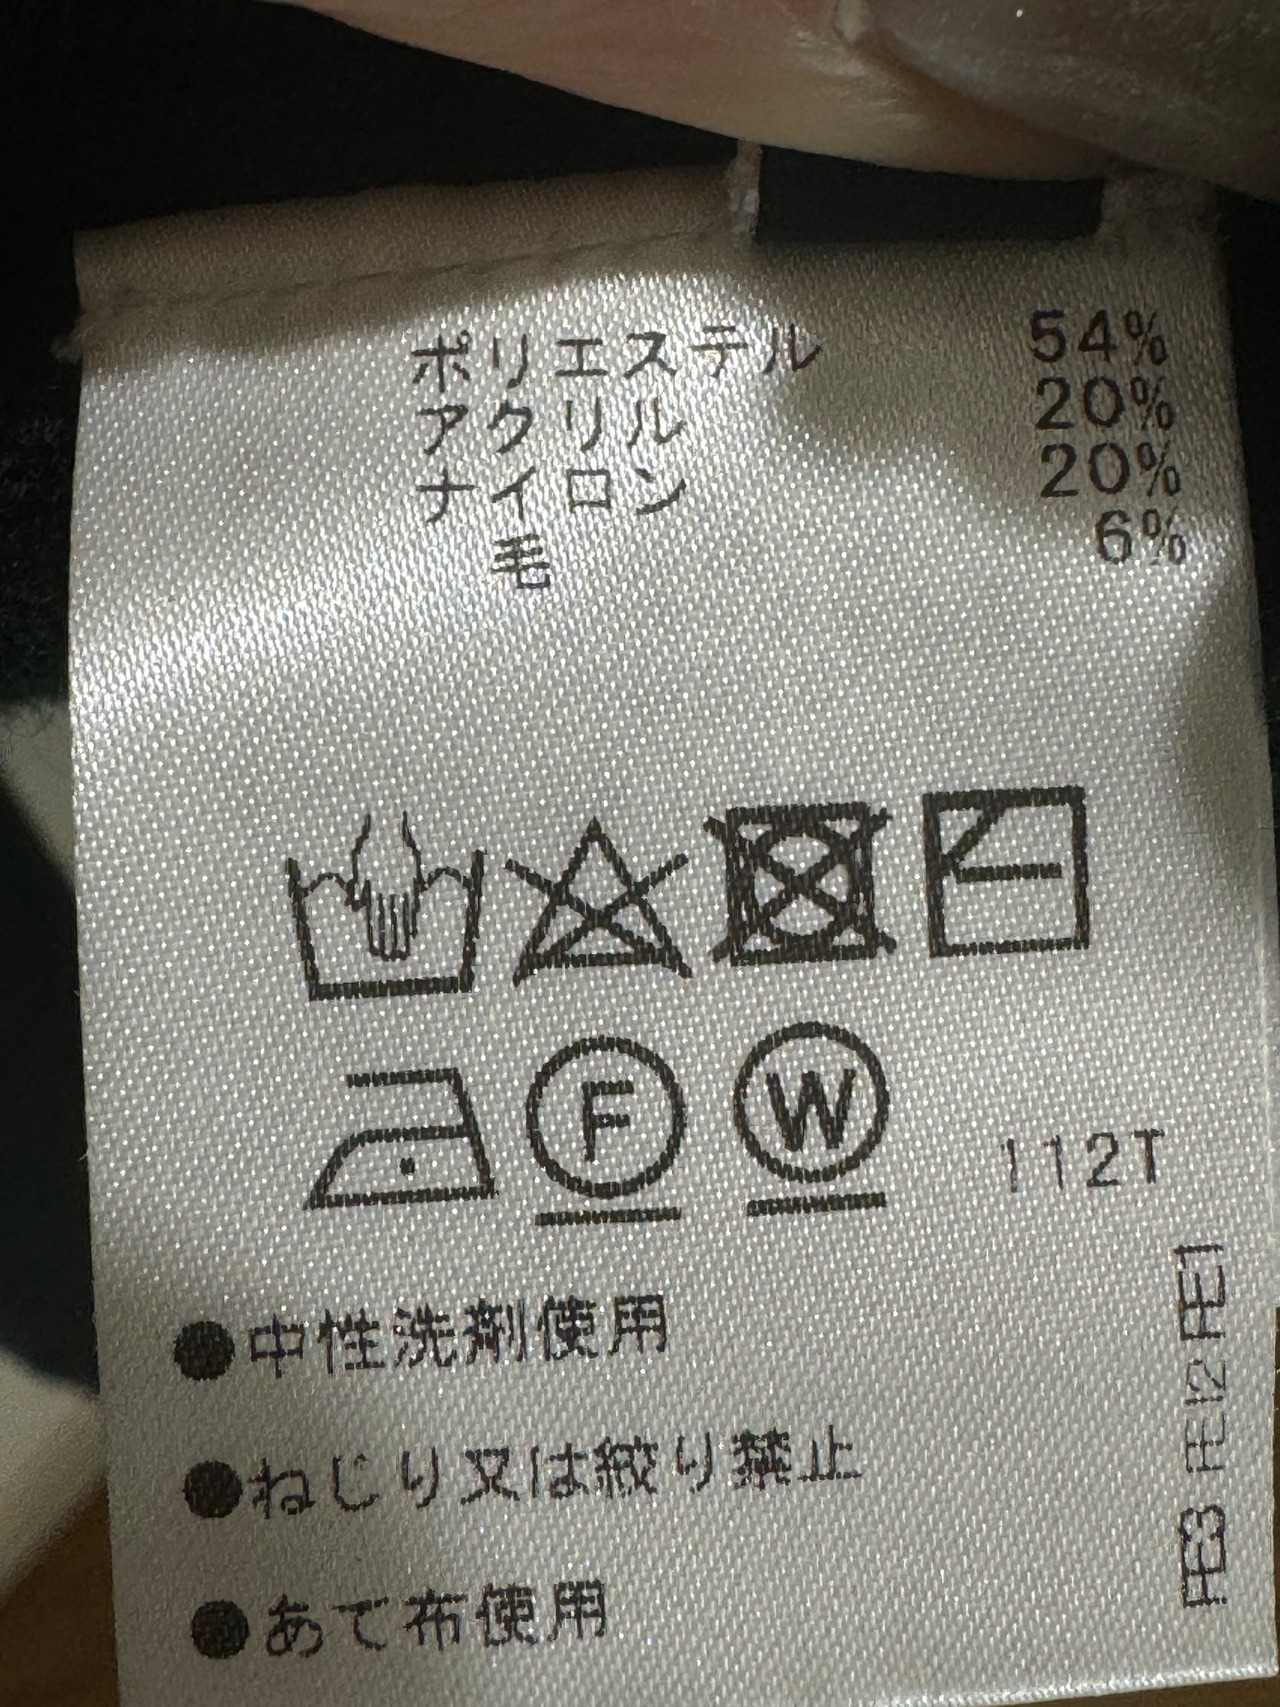 ポリエステル 54%
アクリル 20%
ナイロン 20%
毛 6%
F
W
112T
●中性洗剤使用
●ねじり又は絞り禁止
●あて布使用